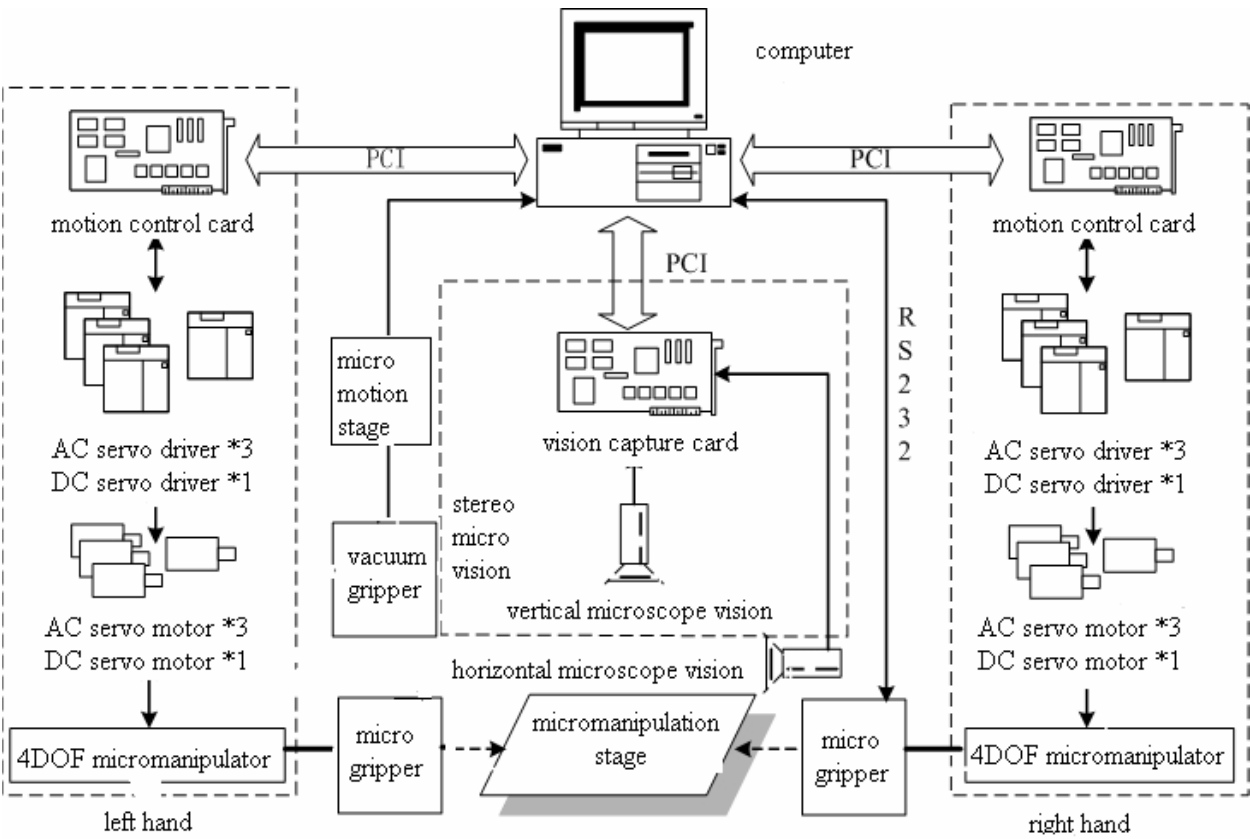 computer
PCI
PCI
motion control card
motion control card
PCI
RS232
micro
motion
stage
vision capture card
AC servo driver *3
DC servo driver *1
AC servo driver *3
DC servo driver *1
stereo
micro
vision
vacuum
gripper
vertical microscope vision
AC servo motor *3
DC servo motor *1
AC servo motor *3
DC servo motor *1
horizontal microscope vision
4DOF micromanipulator
micro
gripper
micromanipulation
stage
micro
gripper
4DOF micromanipulator
left hand
right hand